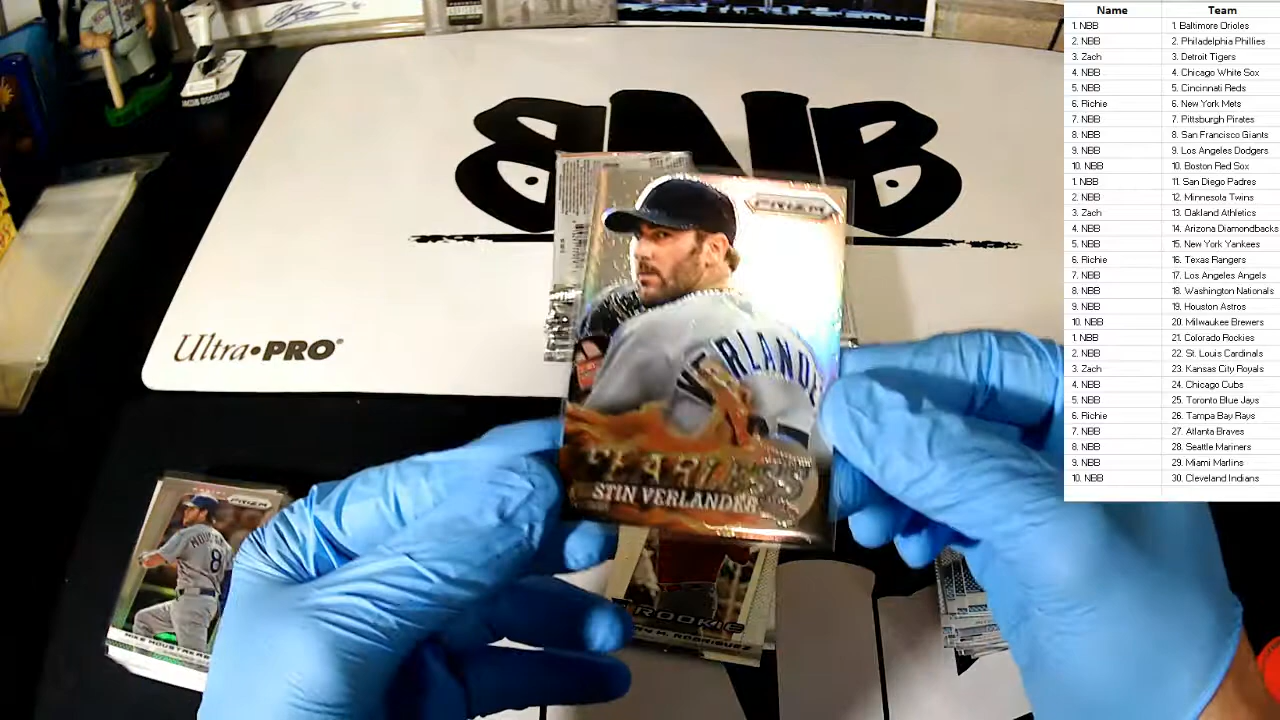 JACOB DEGROM
BNB
Ultra•PRO
PRIZM
VERLANDE
FEARLESS
STIN VERLANDER
PRIZM
8
MIKE MOUSTAKAS
ROOKIE
RODRIGUEZ
Name Team
1. NBB 1. Baltimore Orioles
2. NBB 2. Philadelphia Phillies
3. Zach 3. Detroit Tigers
4. NBB 4. Chicago White Sox
5. NBB 5. Cincinnati Reds
6. Richie 6. New York Mets
7. NBB 7. Pittsburgh Pirates
8. NBB 8. San Francisco Giants
9. NBB 9. Los Angeles Dodgers
10. NBB 10. Boston Red Sox
1. NBB 11. San Diego Padres
2. NBB 12. Minnesota Twins
3. Zach 13. Oakland Athletics
4. NBB 14. Arizona Diamondbacks
5. NBB 15. New York Yankees
6. Richie 16. Texas Rangers
7. NBB 17. Los Angeles Angels
8. NBB 18. Washington Nationals
9. NBB 19. Houston Astros
10. NBB 20. Milwaukee Brewers
1. NBB 21. Colorado Rockies
2. NBB 22. St. Louis Cardinals
3. Zach 23. Kansas City Royals
4. NBB 24. Chicago Cubs
5. NBB 25. Toronto Blue Jays
6. Richie 26. Tampa Bay Rays
7. NBB 27. Atlanta Braves
8. NBB 28. Seattle Mariners
9. NBB 29. Miami Marlins
10. NBB 30. Cleveland Indians